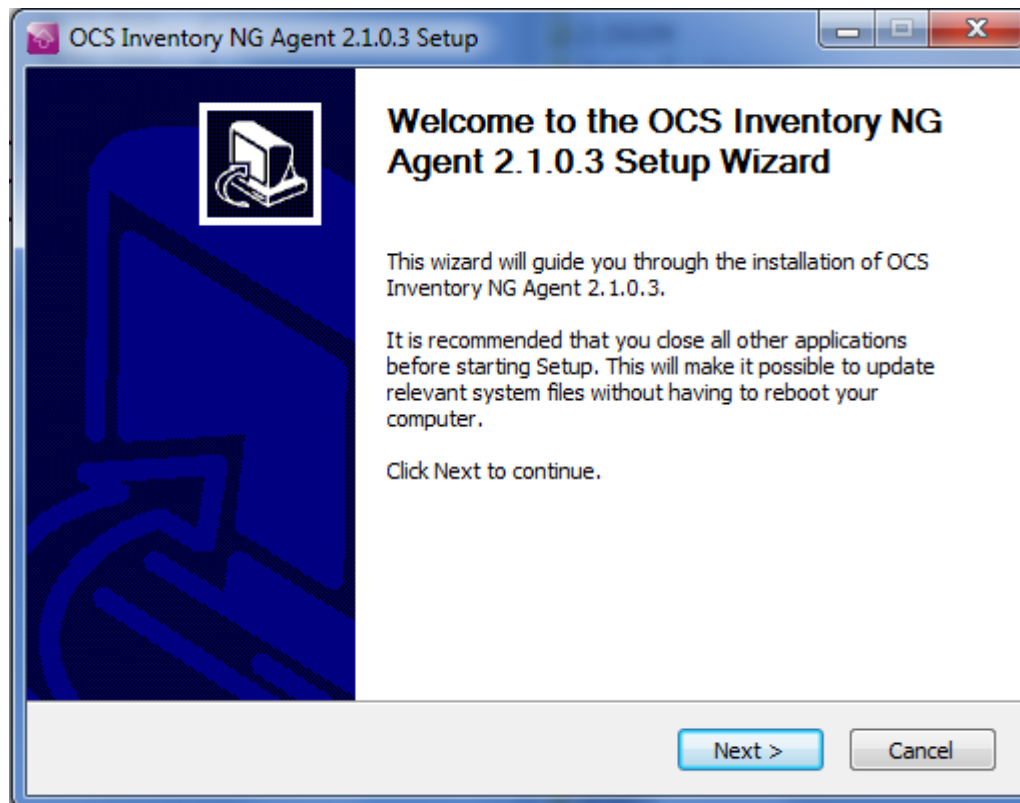 OCS Inventory NG Agent 2.1.0.3 Setup
Welcome to the OCS Inventory NG
Agent 2.1.0.3 Setup Wizard
This wizard will guide you through the installation of OCS
Inventory NG Agent 2.1.0.3.
It is recommended that you close all other applications
before starting Setup. This will make it possible to update
relevant system files without having to reboot your
computer.
Click Next to continue.
Next >
Cancel